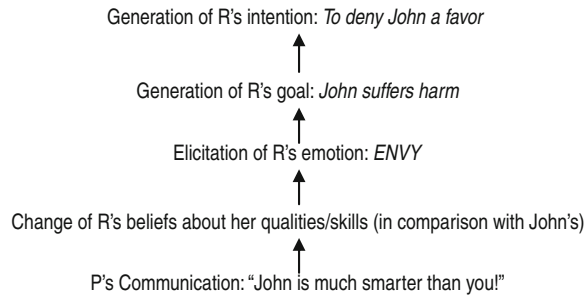 Generation of R’s intention: To deny John a favor
Generation of R’s goal: John suffers harm
Elicitation of R’s emotion: ENVY
Change of R’s beliefs about her qualities/skills (in comparison with John’s)
P’s Communication: “John is much smarter than you!”